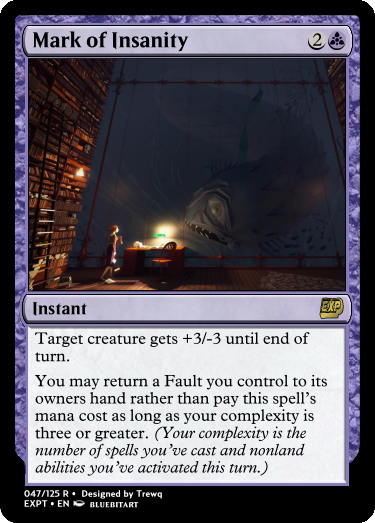 Mark of Insanity 2
Instant EXP
Target creature gets +3/-3 until end of
turn.
You may return a Fault you control to its
owners hand rather than pay this spell's
mana cost as long as your complexity is
three or greater. (Your complexity is the
number of spells you've cast and nonland
abilities you've activated this turn.)
047/125 R • Designed by Trewq
EXPT • EN BLUEBITART